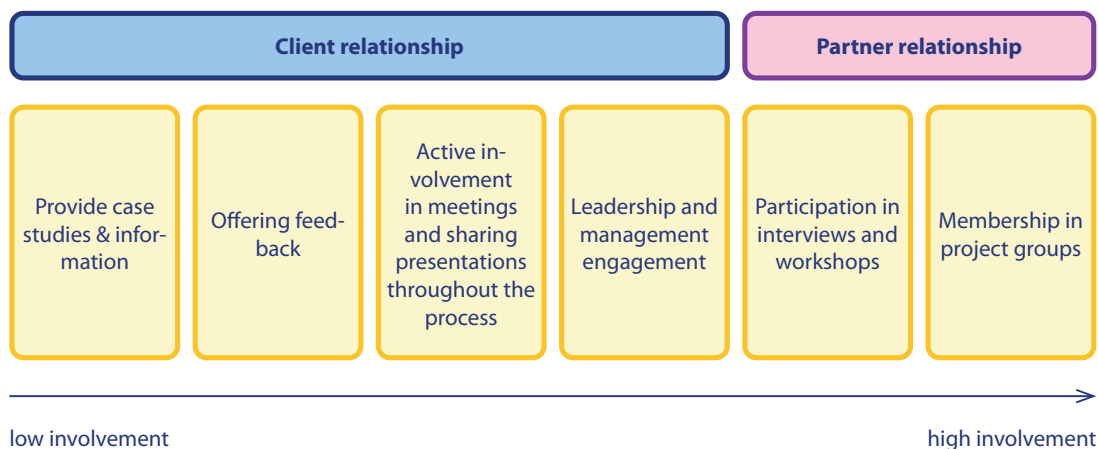 Client relationship
Partner relationship
Provide case
studies & infor-
mation
Offering feed-
back
Active in-
volvement
in meetings
and sharing
presentations
throughout the
process
Leadership and
management
engagement
Participation in
interviews and
workshops
Membership in
project groups
low involvement
high involvement